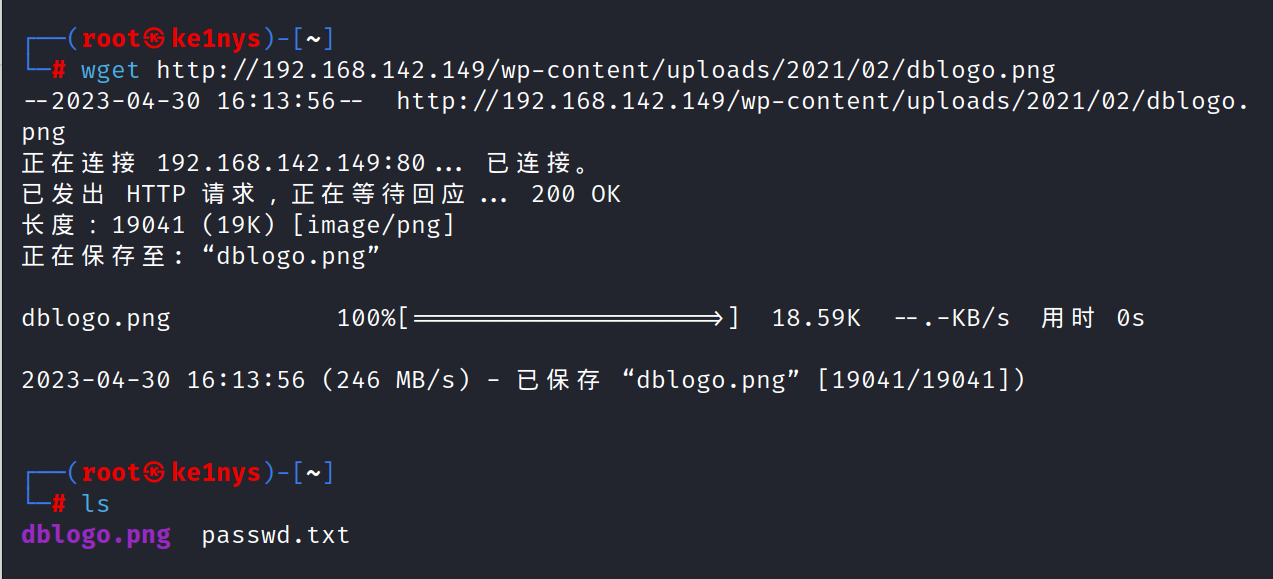 ┌──(root㉿ke1nys)-[~]
└─# wget http://192.168.142.149/wp-content/uploads/2021/02/dblogo.png
--2023-04-30 16:13:56--  http://192.168.142.149/wp-content/uploads/2021/02/dblogo.
png
正在连接 192.168.142.149:80... 已连接。
已发出 HTTP 请求，正在等待回应... 200 OK
长度：19041 (19K) [image/png]
正在保存至: “dblogo.png”
dblogo.png           100%[===================>]  18.59K  --.-KB/s  用时 0s
2023-04-30 16:13:56 (246 MB/s) - 已保存 “dblogo.png” [19041/19041])
┌──(root㉿ke1nys)-[~]
└─# ls
dblogo.png  passwd.txt